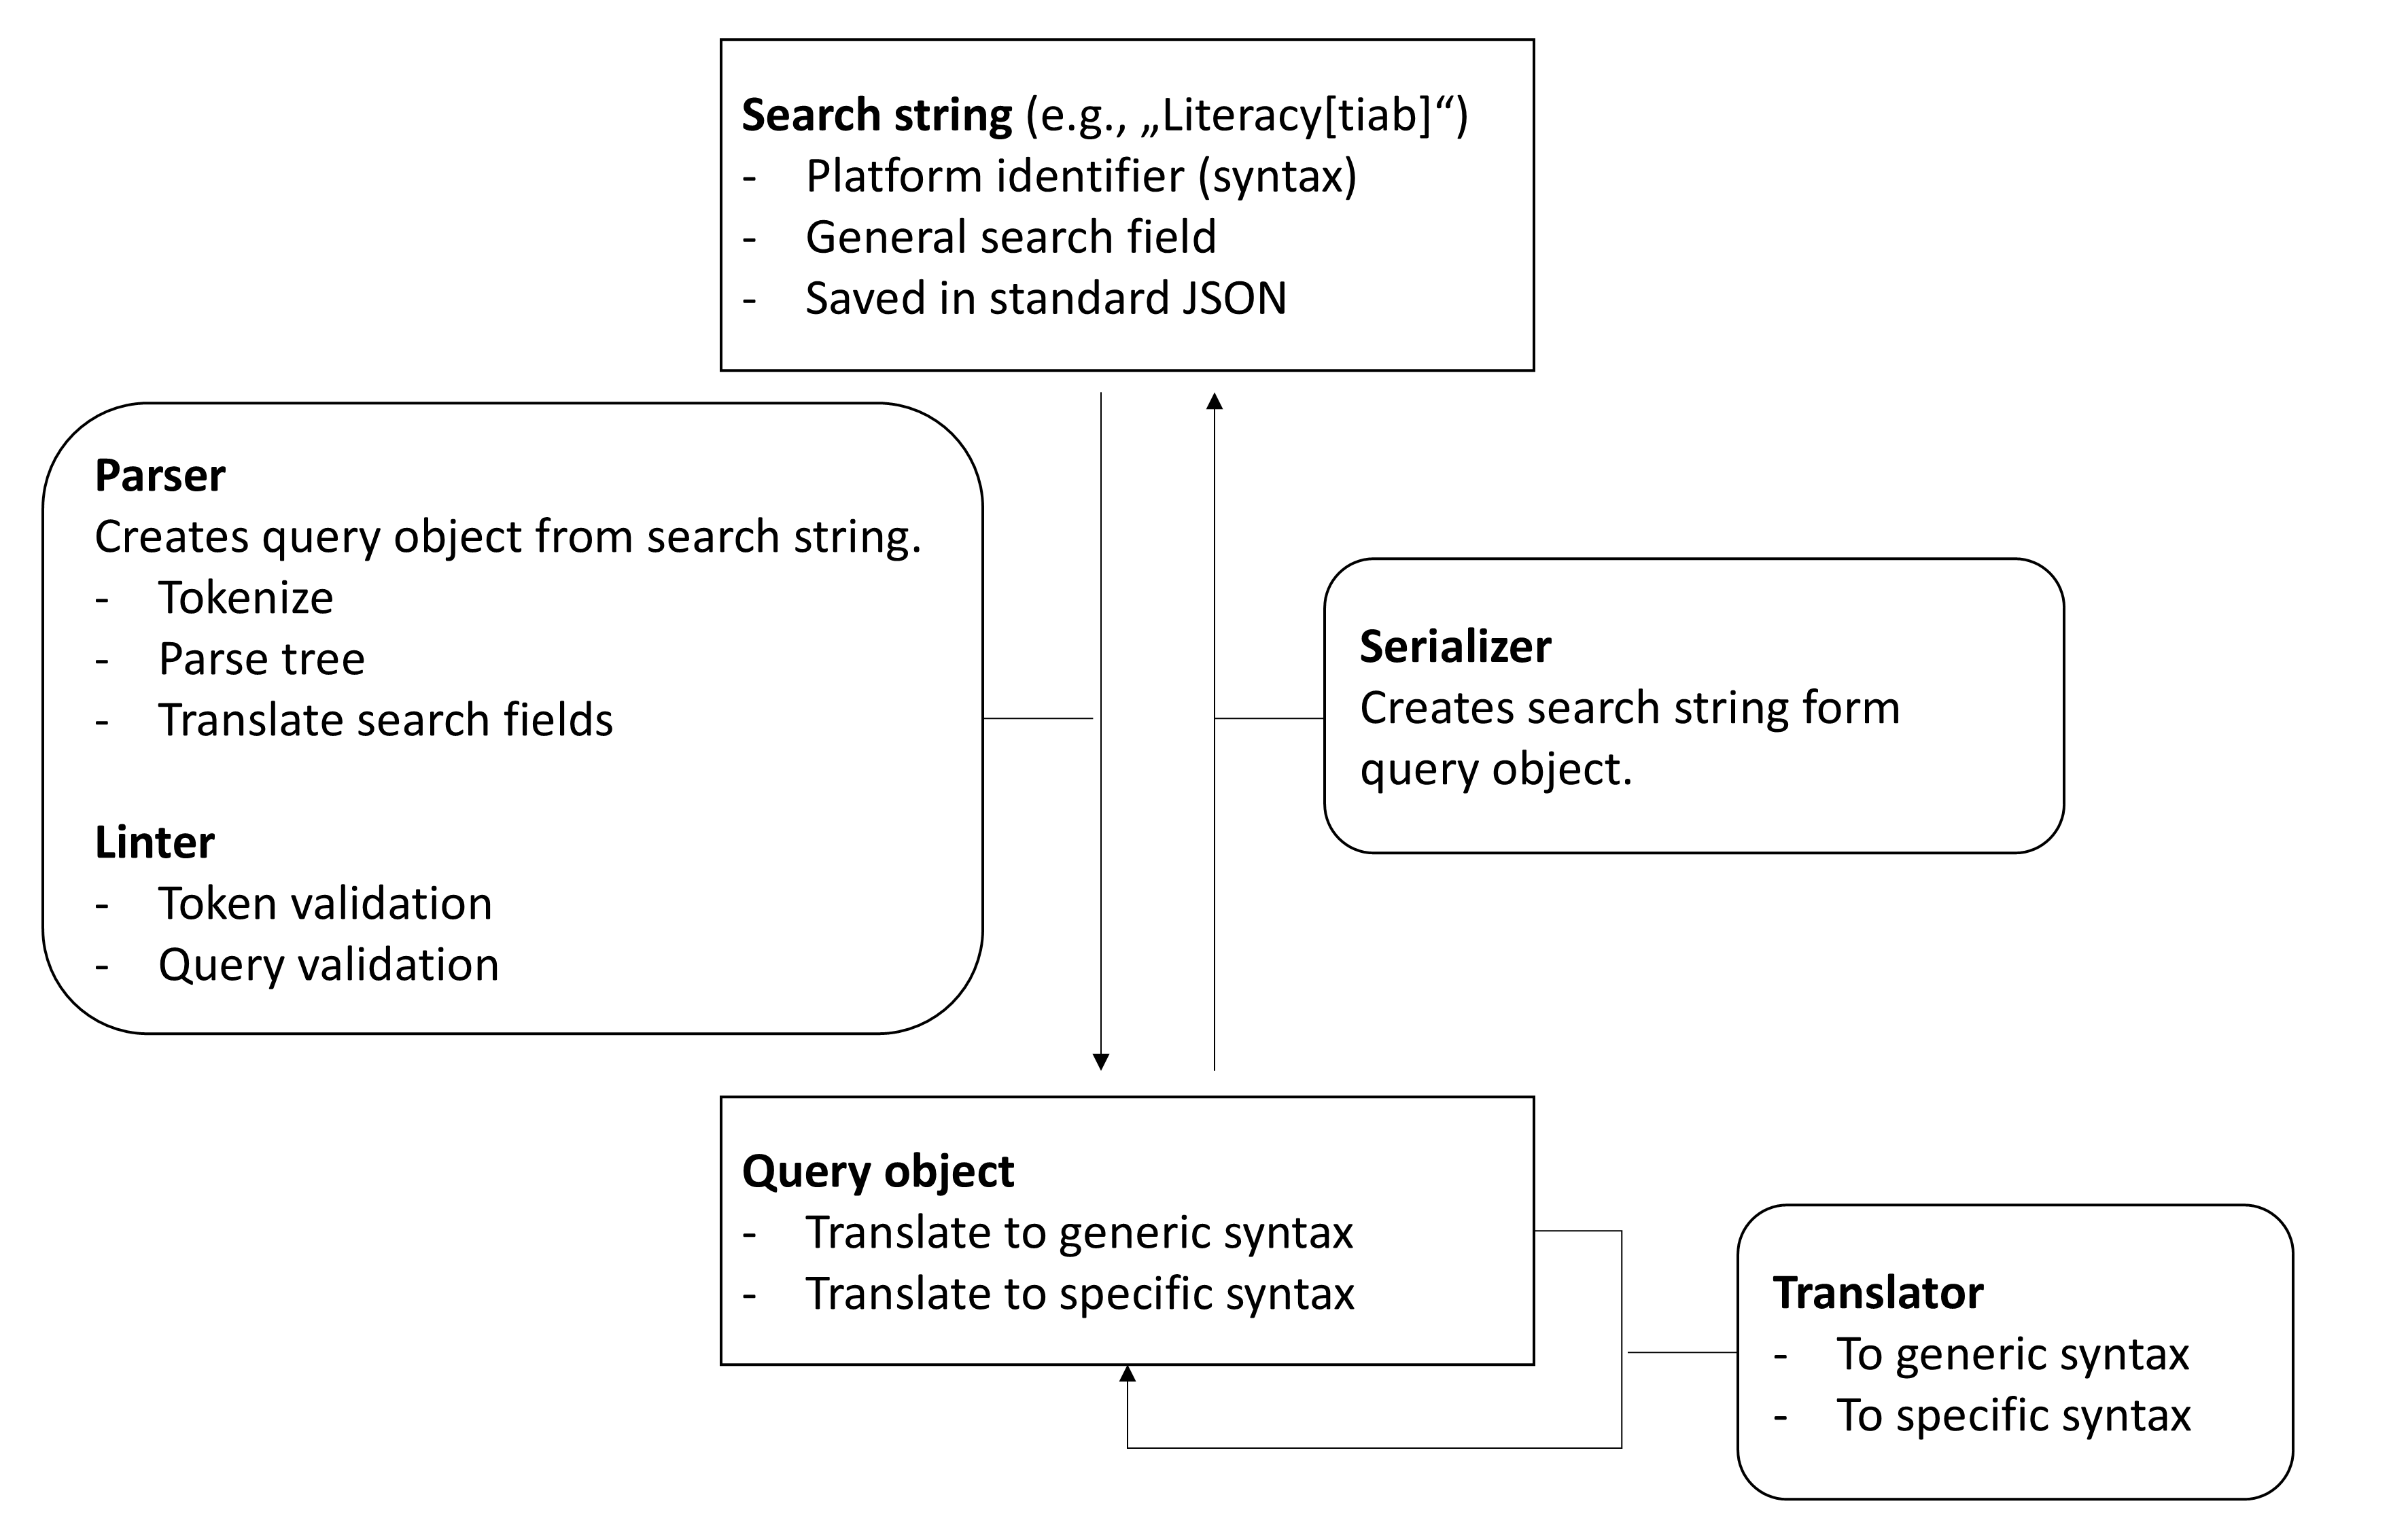 Search string (e.g., „Literacy[tiab]“)
- Platform identifier (syntax)
- General search field
- Saved in standard JSON
Parser
Creates query object from search string.
- Tokenize
- Parse tree
- Translate search fields
Linter
- Token validation
- Query validation
Serializer
Creates search string form
query object.
Query object
- Translate to generic syntax
- Translate to specific syntax
Translator
- To generic syntax
- To specific syntax